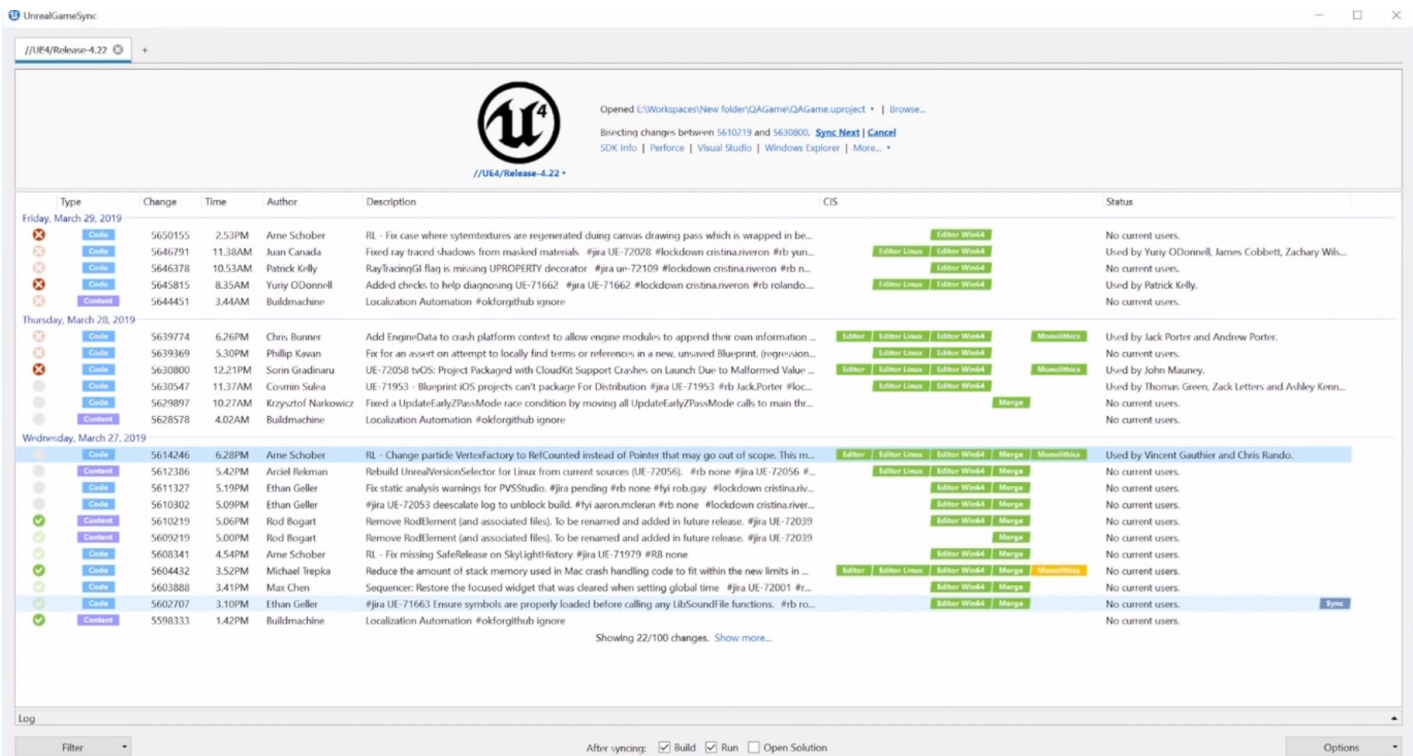 UnrealGameSync
//UE4/Release-4.22 +
4
Opened E:\Workspaces\New folder\QAGame\QAGame.uproject | Browse...
Bisecting changes between 5610219 and 5630800. Sync Next | Cancel
SDK Info | Perforce | Visual Studio | Windows Explorer | More...
//UE4/Release-4.22
Type Change Time Author Description CIS Status
Friday, March 29, 2019
Code 5650155 2.53PM Arne Schober RL - Fix case where sytemtextures are regenerated duing canvas drawing pass which is wrapped in be... Editor Win64 No current users.
Code 5646791 11.38AM Juan Canada Fixed ray traced shadows from masked materials #jira UE-72028 #lockdown cristina.riveron #rb yuri... Editor Linux Editor Win64 Used by Yuriy ODonnell, James Cobbett, Zachary Wils...
Code 5646378 10.53AM Patrick Kelly RayTracingGI flag is missing UPROPERTY decorator #jira ue-72109 #lockdown cristina.riveron #rb n... Editor Win64 No current users.
Code 5645815 8.35AM Yuriy ODonnell Added checks to help diagnosing UE-71662 #jira UE-71662 #lockdown cristina.riveron #rb rolando... Editor Linux Editor Win64 Used by Patrick Kelly.
Content 5644451 3.44AM Buildmachine Localization Automation #okforgithub ignore No current users.
Thursday, March 28, 2019
Code 5639774 6.26PM Chris Bunner Add EngineData to crash platform context to allow engine modules to append their own information ... Editor Editor Linux Editor Win64 Monolithics Used by Jack Porter and Andrew Porter.
Code 5639369 5.30PM Phillip Kavan Fix for an assert on attempt to locally find terms or references in a new, unsaved Blueprint. (regression... Editor Linux Editor Win64 No current users.
Code 5630800 12.21PM Sorin Gradinaru UE-72058 tvOS: Project Packaged with CloudKit Support Crashes on Launch Due to Malformed Value ... Editor Editor Linux Editor Win64 Monolithics Used by John Mauney.
Code 5630547 11.37AM Cosmin Sulea UE-71953 - Blueprint iOS projects can't package For Distribution #jira UE-71953 #rb Jack.Porter #loc... Editor Linux Editor Win64 Used by Thomas Green, Zack Letters and Ashley Kenn...
Code 5629897 10.27AM Krzysztof Narkowicz Fixed a UpdateEarlyZPassMode race condition by moving all UpdateEarlyZPassMode calls to main thr... Merge No current users.
Content 5628578 4.02AM Buildmachine Localization Automation #okforgithub ignore No current users.
Wednesday, March 27, 2019
Code 5614246 6.28PM Arne Schober RL - Change particle VertexFactory to RefCounted instead of Pointer that may go out of scope. This m... Editor Editor Linux Editor Win64 Merge Monolithics Used by Vincent Gauthier and Chris Rando.
Content 5612386 5.42PM Arciel Rekman Rebuild UnrealVersionSelector for Linux from current sources (UE-72056). #rb none #jira UE-72056 #... Editor Linux Editor Win64 Merge No current users.
Code 5611327 5.19PM Ethan Geller Fix static analysis warnings for PVSStudio. #jira pending #rb none #fyi rob.gay #lockdown cristina.riv... Editor Win64 Merge No current users.
Code 5610302 5.09PM Ethan Geller #jira UE-72053 deescalate log to unblock build. #fyi aaron.mcleran #rb none #lockdown cristina.river... Editor Win64 Merge No current users.
Content 5610219 5.06PM Rod Bogart Remove RodElement (and associated files). To be renamed and added in future release. #jira UE-72039 Editor Win64 Merge No current users.
Content 5609219 5.00PM Rod Bogart Remove RodElement (and associated files). To be renamed and added in future release. #jira UE-72039 Merge No current users.
Code 5608341 4.54PM Arne Schober RL - Fix missing SafeRelease on SkyLightHistory #jira UE-71979 #RB none Editor Win64 Merge No current users.
Code 5604432 3.52PM Michael Trepka Reduce the amount of stack memory used in Mac crash handling code to fit within the new limits in ... Editor Editor Linux Editor Win64 Merge Monolithics No current users.
Code 5603888 3.41PM Max Chen Sequencer: Restore the focused widget that was cleared when setting global time #jira UE-72001 #r... Editor Win64 Merge No current users.
Code 5602707 3.10PM Ethan Geller #jira UE-71663 Ensure symbols are properly loaded before calling any LibSoundFile functions. #rb ro... Editor Win64 Merge No current users. Sync
Content 5598333 1.42PM Buildmachine Localization Automation #okforgithub ignore No current users.
Showing 22/100 changes. Show more...
Log
Filter After syncing: Build Run Open Solution Options